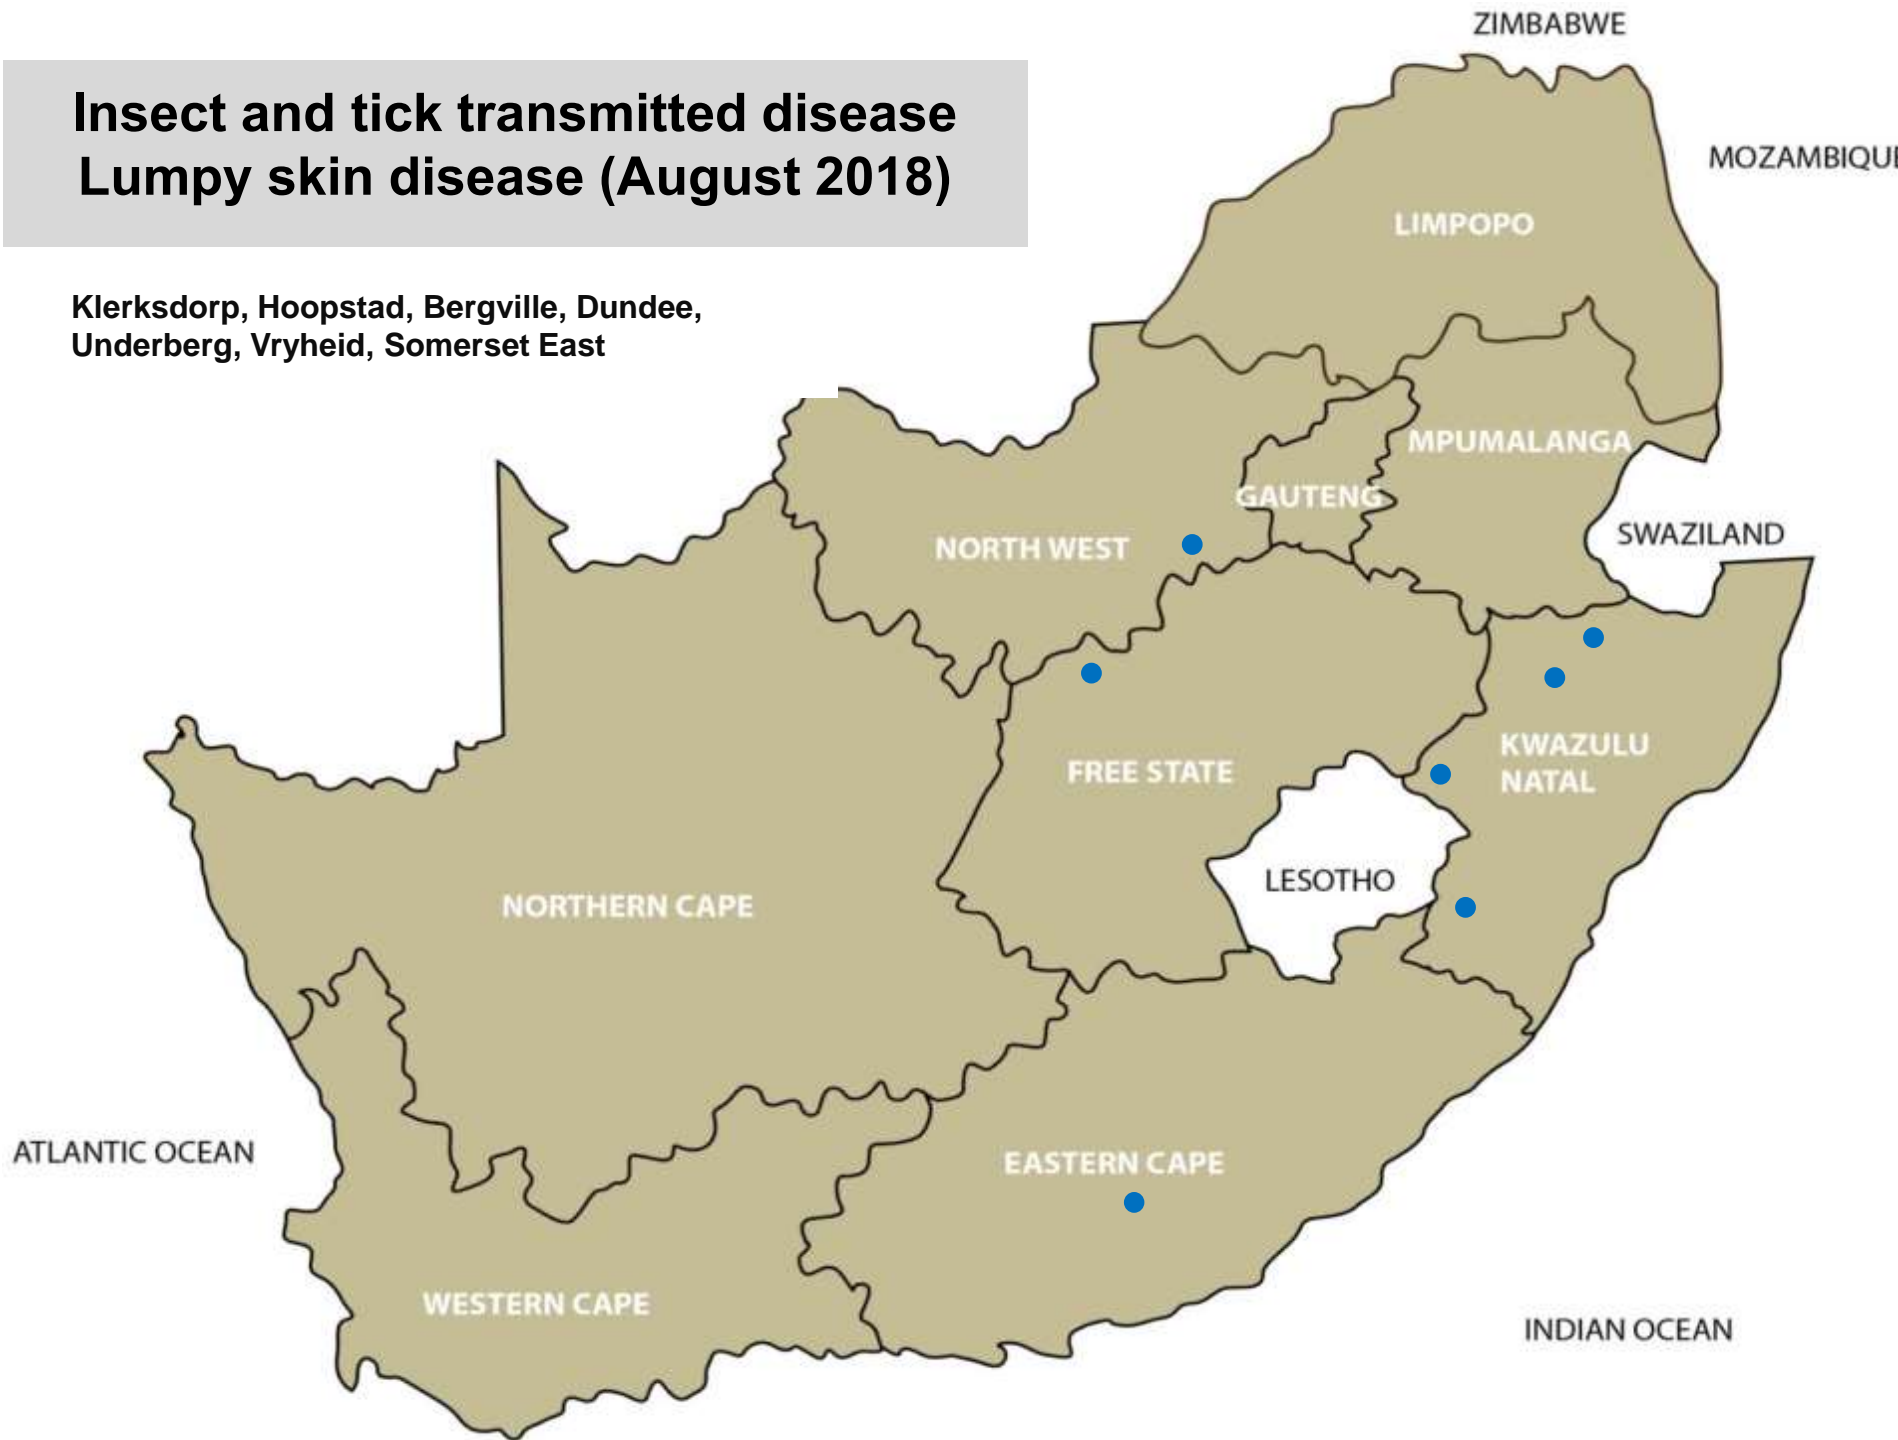 ZIMBABWE
Insect and tick transmitted disease
Lumpy skin disease (August 2018)
MOZAMBIQUE
LIMPOPO
Klerksdorp, Hoopstad, Bergville, Dundee,
Underberg, Vryheid, Somerset East
MPUMALANGA
GAUTENG
SWAZILAND
NORTH WEST
KWAZULU
NATAL
FREE STATE
LESOTHO
NORTHERN CAPE
ATLANTIC OCEAN
EASTERN CAPE
WESTERN CAPE
INDIAN OCEAN